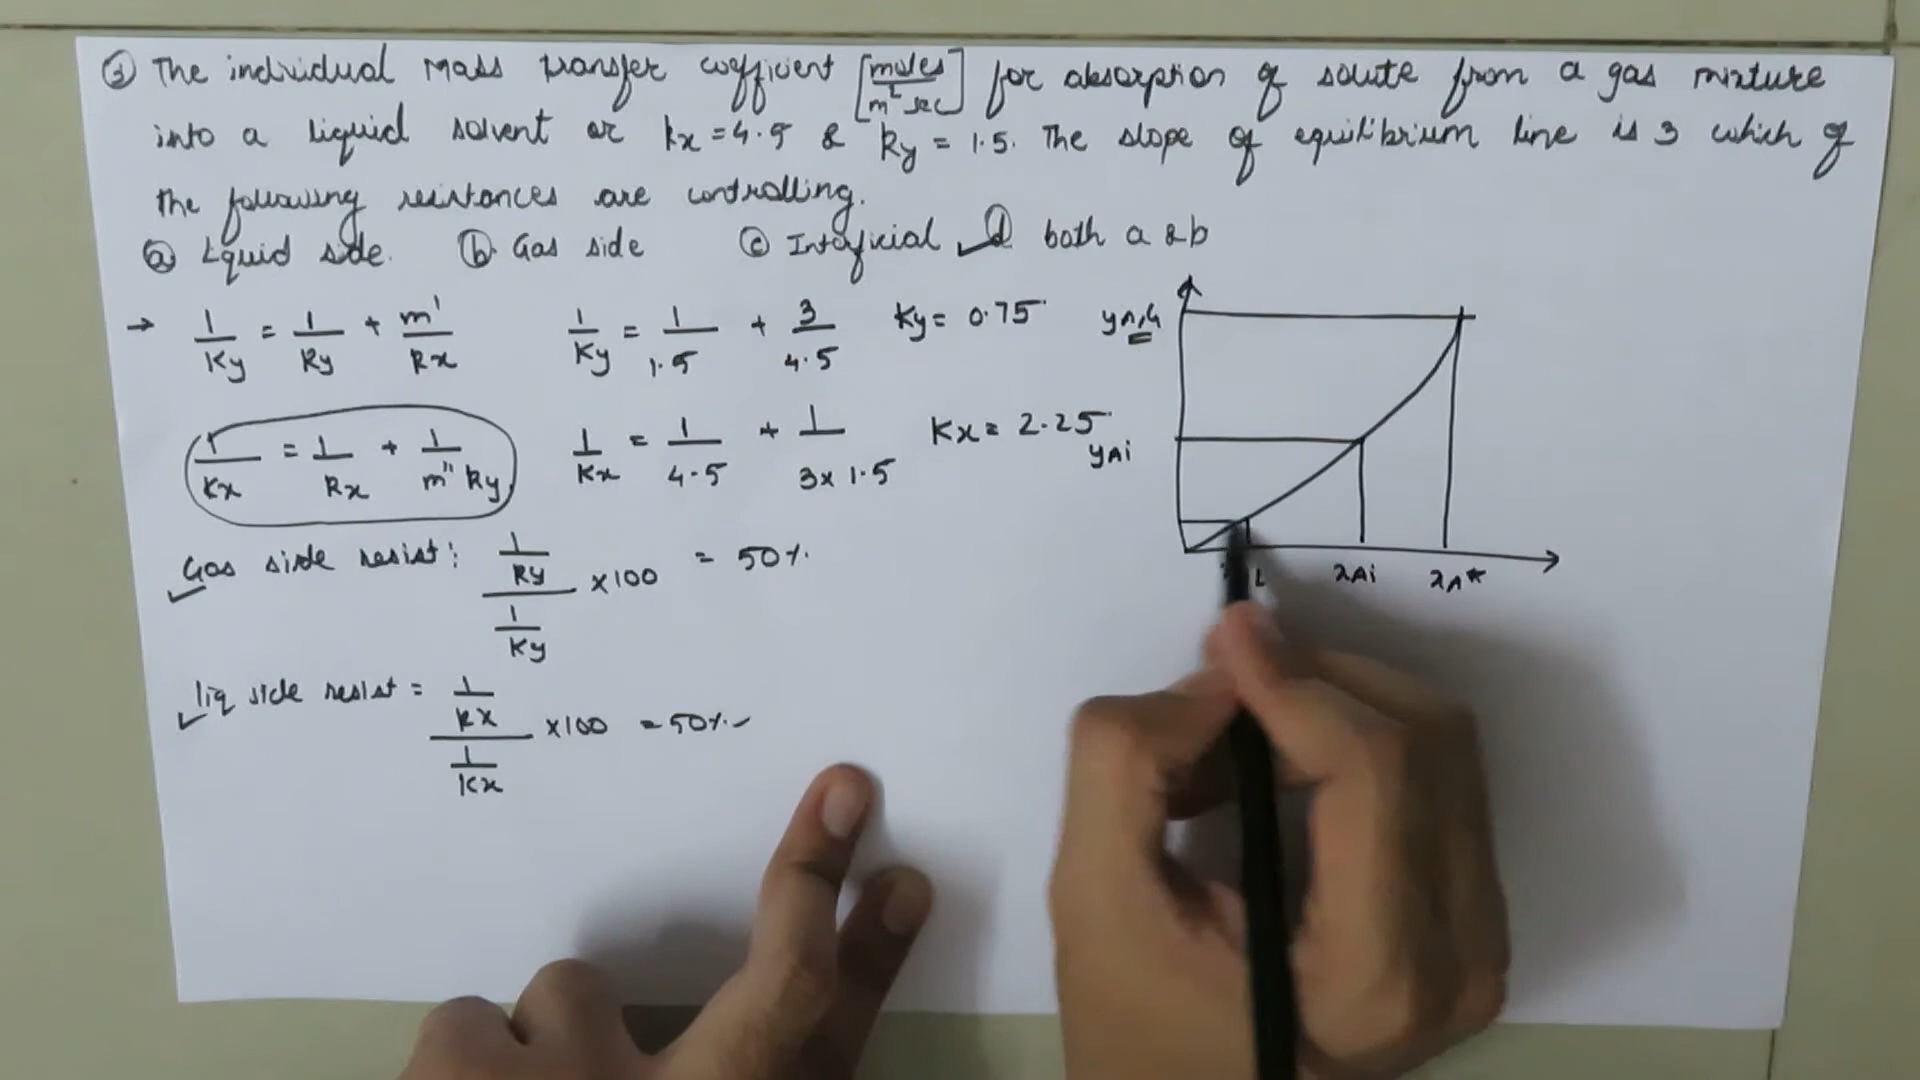 ③ The individual mass transfer coefficient [moles/m² sec] for absorption of solute from a gas mixture
into a liquid solvent are kx = 4.5 & ky = 1.5. The slope of equilibrium line is 3 which of
the following resistances are controlling.
ⓐ Liquid side. ⓑ Gas side ⓒ Interficial ✓ⓓ both a & b
→ 1/Ky = 1/ky + m'/kx 1/Ky = 1/1.5 + 3/4.5 Ky = 0.75
1/Kx = 1/kx + 1/m''ky 1/Kx = 1/4.5 + 1/3x1.5 Kx = 2.25
Gas side resist: (1/ky)/(1/Ky) x100 = 50%.
liq side resist = (1/kx)/(1/Kx) x100 = 50%.
yA,G
yAi
L xAi xA*